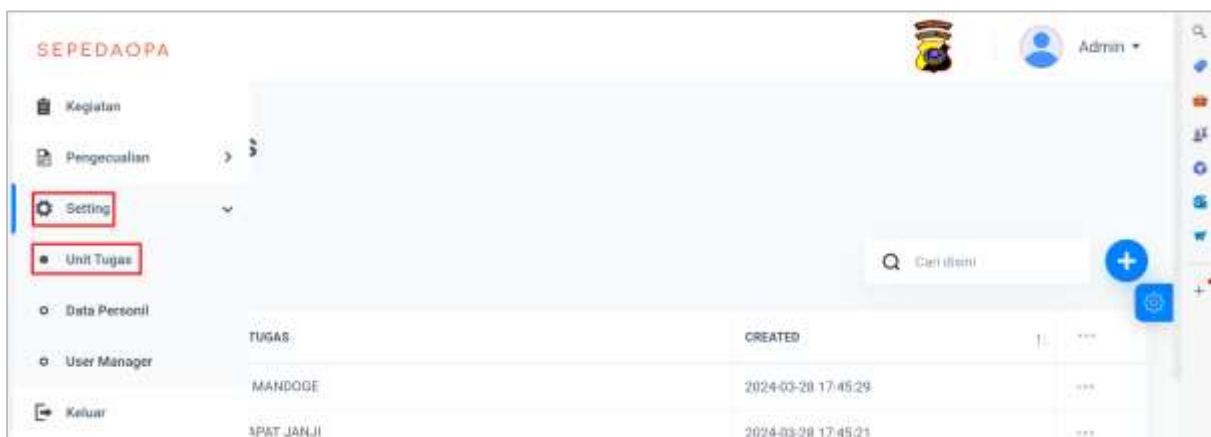 SEPEDAOPA
Admin
Kegiatan
Pengecualian
Setting
Cari disini
Unit Tugas
Data Personil
TUGAS
CREATED
User Manager
MANDOGE
2024-03-28 17:45:29
Keluar
APAT JANJI
2024-03-28 17:45:21